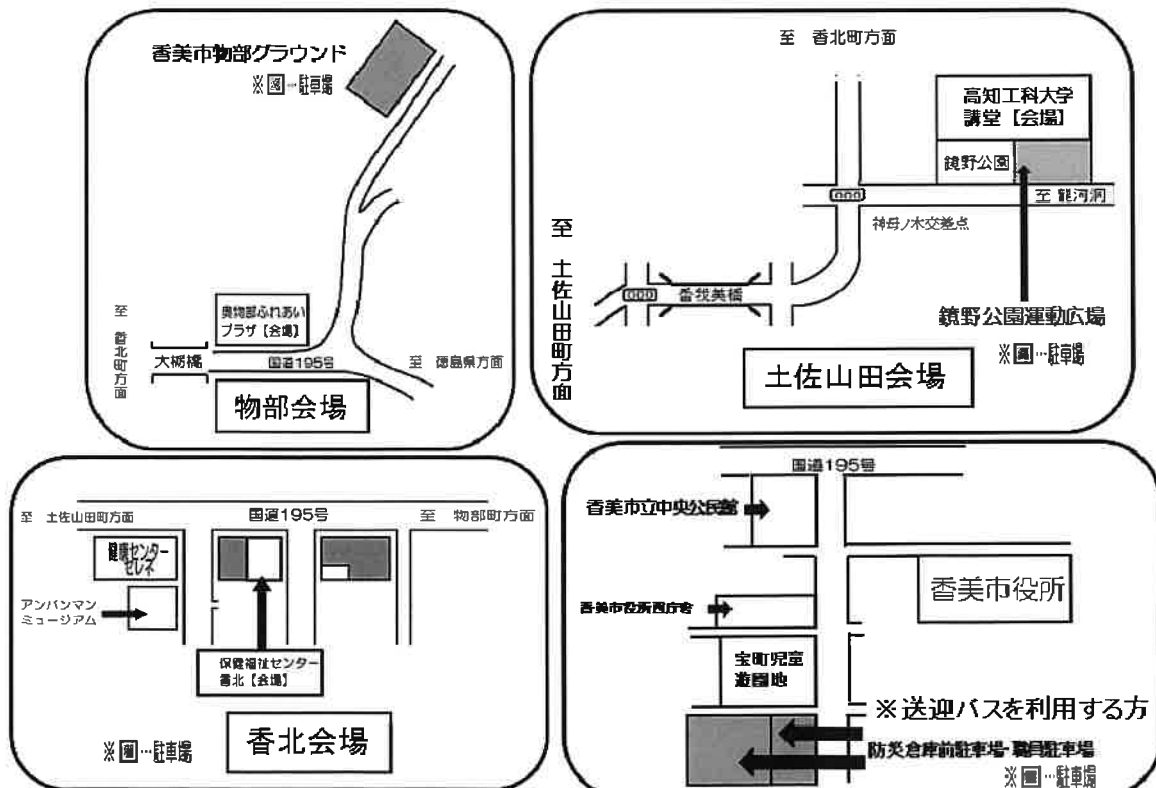 香美市物部グラウンド
※ …駐車場
奥物部ふれあい
プラザ【会場】
至 香北町方面
大栃橋
国道195号
至 徳島県方面
物部会場
至 香北町方面
高知工科大学
講堂【会場】
鏡野公園
至 龍河洞
神母ノ木交差点
至 土佐山田町方面
香我美橋
鏡野公園運動広場
※ …駐車場
土佐山田会場
至 土佐山田町方面
国道195号
至 物部町方面
健康センター
セレネ
アンパンマン
ミュージアム
保健福祉センター
香北【会場】
※ …駐車場
香北会場
国道195号
香美市立中央公民館
香美市役所
香美市役所西庁舎
宝町児童
遊園地
※送迎バスを利用する方
防災倉庫前駐車場・職員駐車場
※ …駐車場